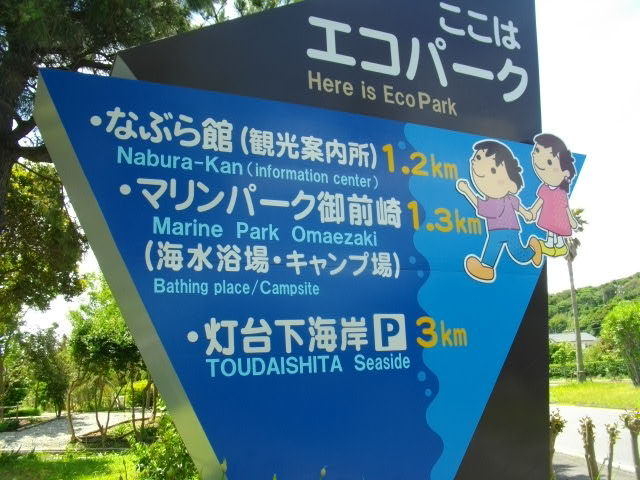 ここは
エコパーク
Here is EcoPark
・なぶら館(観光案内所) 1.2km
Nabura-Kan (information center)
・マリンパーク御前崎 1.3km
Marine Park Omaezaki
(海水浴場・キャンプ場)
Bathing place/Campsite
・灯台下海岸 P 3km
TOUDAISHITA Seaside